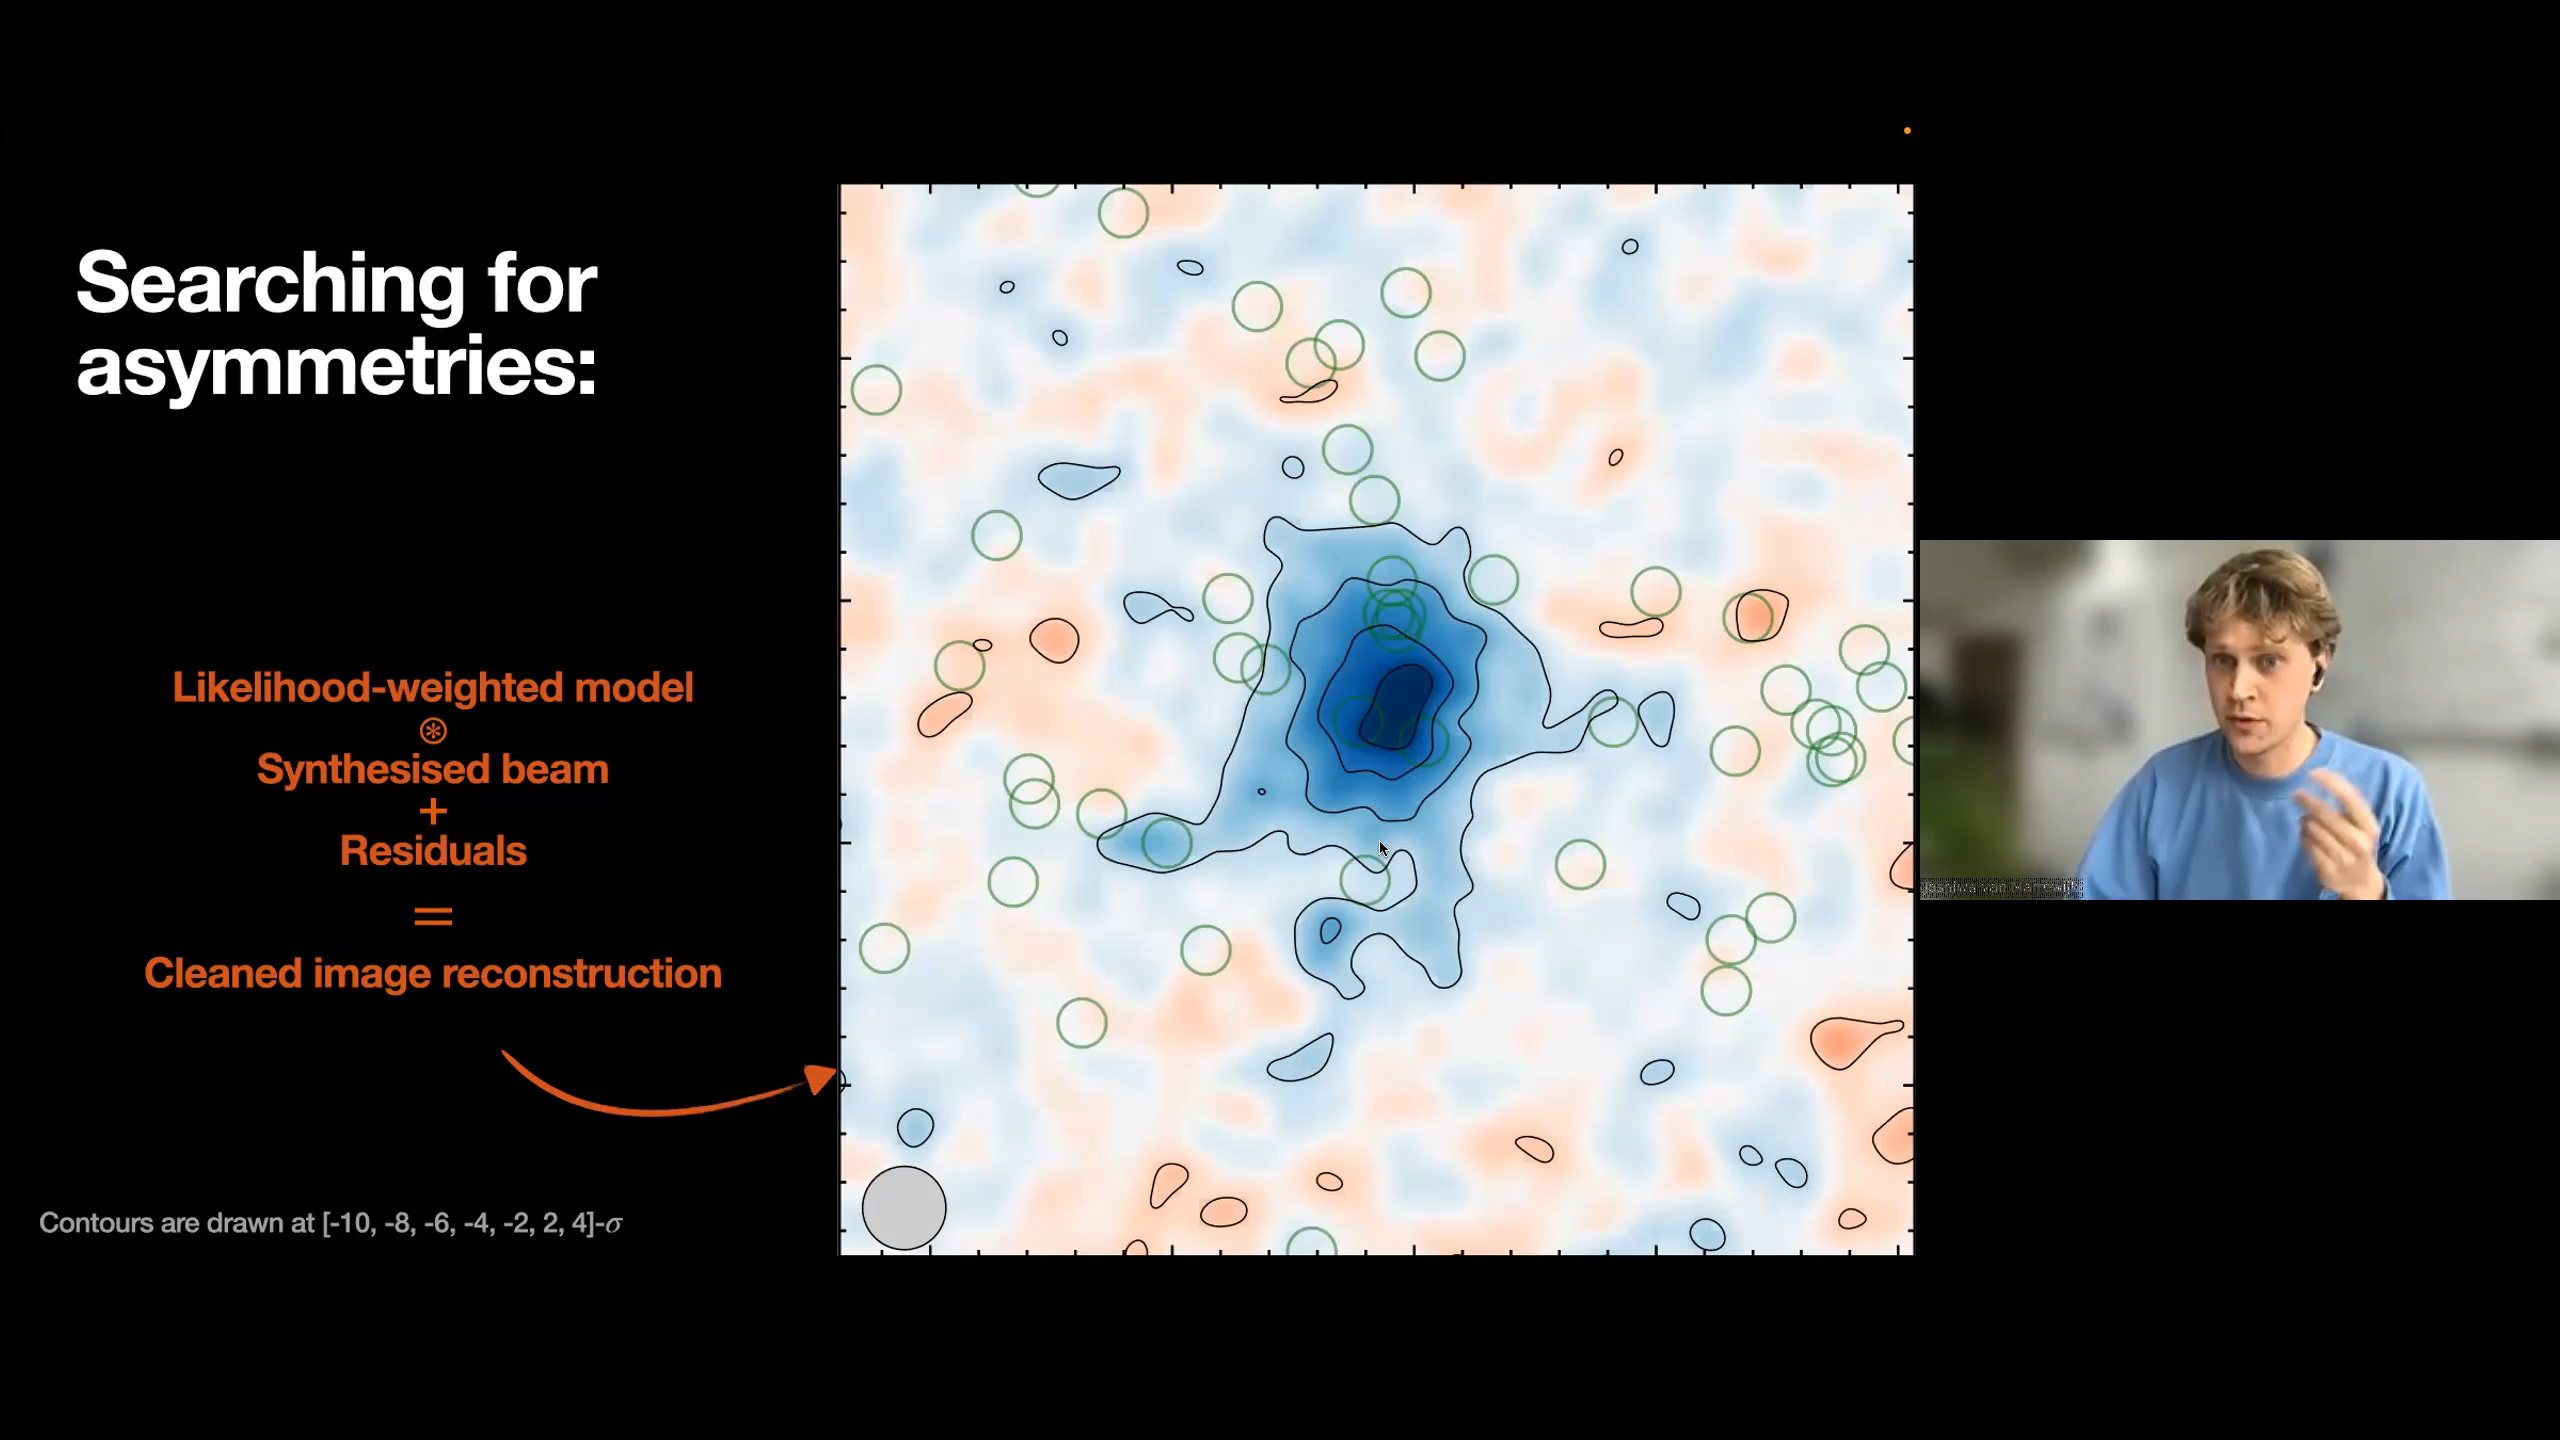 Searching for
asymmetries:
Likelihood-weighted model
⊛
Synthesised beam
+
Residuals
=
Cleaned image reconstruction
Contours are drawn at [-10, -8, -6, -4, -2, 2, 4]-σ